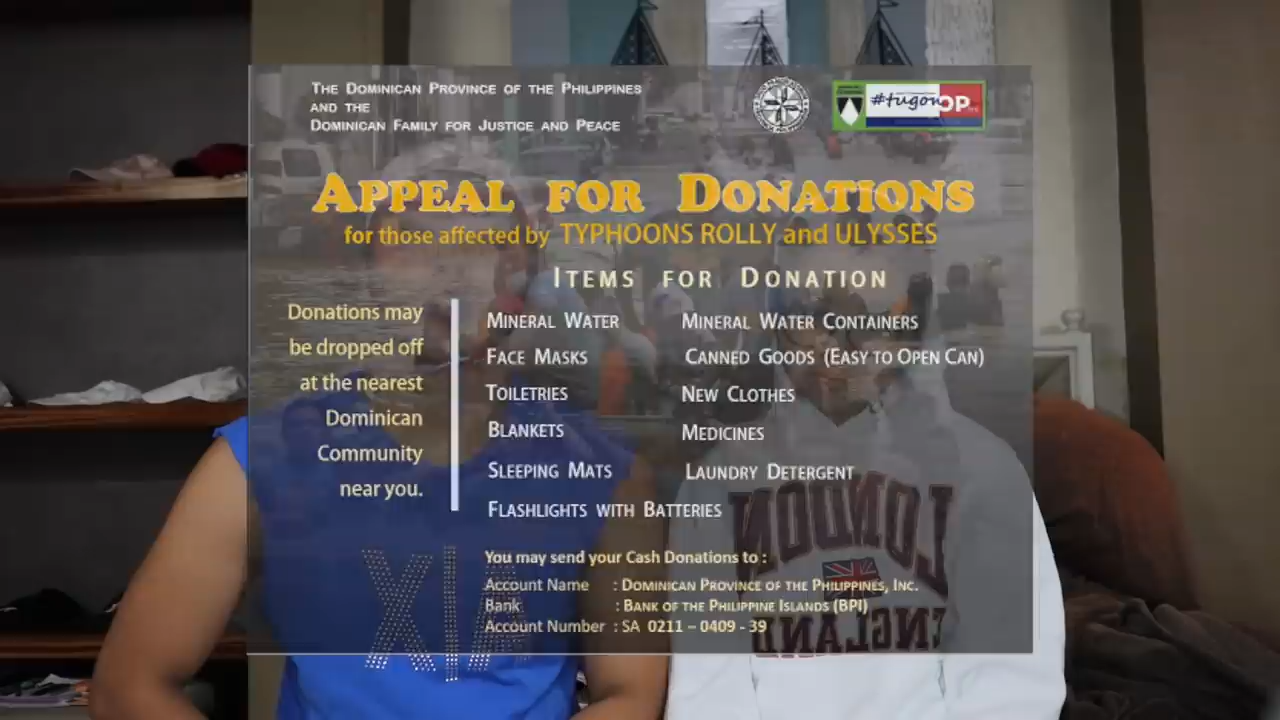 THE DOMINICAN PROVINCE OF THE PHILIPPINES
AND THE
DOMINICAN FAMILY FOR JUSTICE AND PEACE
#tugon OP
APPEAL FOR DONATIONS
for those affected by TYPHOONS ROLLY and ULYSSES
ITEMS FOR DONATION
Donations may
be dropped off
at the nearest
Dominican
Community
near you.
MINERAL WATER
FACE MASKS
TOILETRIES
BLANKETS
SLEEPING MATS
FLASHLIGHTS WITH BATTERIES
MINERAL WATER CONTAINERS
CANNED GOODS (EASY TO OPEN CAN)
NEW CLOTHES
MEDICINES
LAUNDRY DETERGENT
You may send your Cash Donations to :
Account Name : DOMINICAN PROVINCE OF THE PHILIPPINES, INC.
Bank : BANK OF THE PHILIPPINE ISLANDS (BPI)
Account Number : SA 0211 – 0409 - 39
LONDON
ENGLAND
XIA